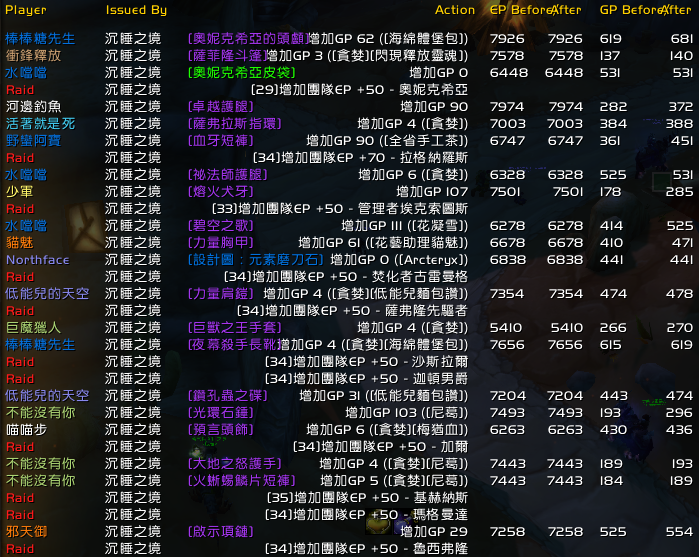 Player Issued By Action EP Before After GP Before After
棒棒糖先生 沉睡之境 [奧妮克希亞的頭顱]增加GP 62 ([海綿體堡包]) 7926 7926 619 681
衝鋒釋放 沉睡之境 [薩菲隆斗篷]增加GP 3 ([貪婪][閃現釋放靈魂]) 7578 7578 137 140
水噹噹 沉睡之境 [奧妮克希亞皮袋] 增加GP 0 6448 6448 531 531
Raid 沉睡之境 (29)增加團隊EP +50 - 奧妮克希亞
河邊釣魚 沉睡之境 [卓越護腿] 增加GP 90 7974 7974 282 372
活著就是死 沉睡之境 [薩弗拉斯指環] 增加GP 4 ([貪婪]) 7003 7003 384 388
野蠻阿寶 沉睡之境 [血牙短褲] 增加GP 90 ([全省手工茶]) 6747 6747 361 451
Raid 沉睡之境 (34)增加團隊EP +70 - 拉格納羅斯
水噹噹 沉睡之境 [祕法師護腿] 增加GP 6 ([貪婪]) 6328 6328 525 531
少軍 沉睡之境 [熔火犬牙] 增加GP 107 7501 7501 178 285
Raid 沉睡之境 (33)增加團隊EP +50 - 管理者埃克索圖斯
水噹噹 沉睡之境 [碧空之歌] 增加GP 111 ([花凝雪]) 6278 6278 414 525
貓魅 沉睡之境 [力量胸甲] 增加GP 61 ([花藝助理貓魅]) 6678 6678 410 471
Northface 沉睡之境 [設計圖：元素磨刀石] 增加GP 0 ([Arcteryx]) 6838 6838 441 441
Raid 沉睡之境 (34)增加團隊EP +50 - 焚化者古雷曼格
低能兒的天空 沉睡之境 [力量肩鎧] 增加GP 4 ([貪婪][低能兒麵包讚]) 7354 7354 474 478
Raid 沉睡之境 (34)增加團隊EP +50 - 薩弗隆先驅者
巨魔獵人 沉睡之境 [巨獸之王手套] 增加GP 4 ([貪婪]) 5410 5410 266 270
棒棒糖先生 沉睡之境 [夜幕殺手長靴]增加GP 4 ([貪婪][海綿體堡包]) 7656 7656 615 619
Raid 沉睡之境 (34)增加團隊EP +50 - 沙斯拉爾
Raid 沉睡之境 (34)增加團隊EP +50 - 迦頓男爵
低能兒的天空 沉睡之境 [鑽孔蟲之碟] 增加GP 31 ([低能兒麵包讚]) 7204 7204 443 474
不能沒有你 沉睡之境 [光環石錘] 增加GP 103 ([尼葛]) 7493 7493 193 296
喵喵步 沉睡之境 [預言頭飾] 增加GP 6 ([貪婪][梅猶血]) 6263 6263 430 436
Raid 沉睡之境 (34)增加團隊EP +50 - 加爾
不能沒有你 沉睡之境 [大地之怒護手] 增加GP 4 ([貪婪][尼葛]) 7443 7443 189 193
不能沒有你 沉睡之境 [火蜥蜴鱗片短褲] 增加GP 5 ([貪婪][尼葛]) 7443 7443 184 189
Raid 沉睡之境 (35)增加團隊EP +50 - 基赫納斯
Raid 沉睡之境 (34)增加團隊EP +50 - 瑪格曼達
邪天御 沉睡之境 [啟示項鏈] 增加GP 29 7258 7258 525 554
Raid 沉睡之境 (34)增加團隊EP +50 - 魯西弗隆